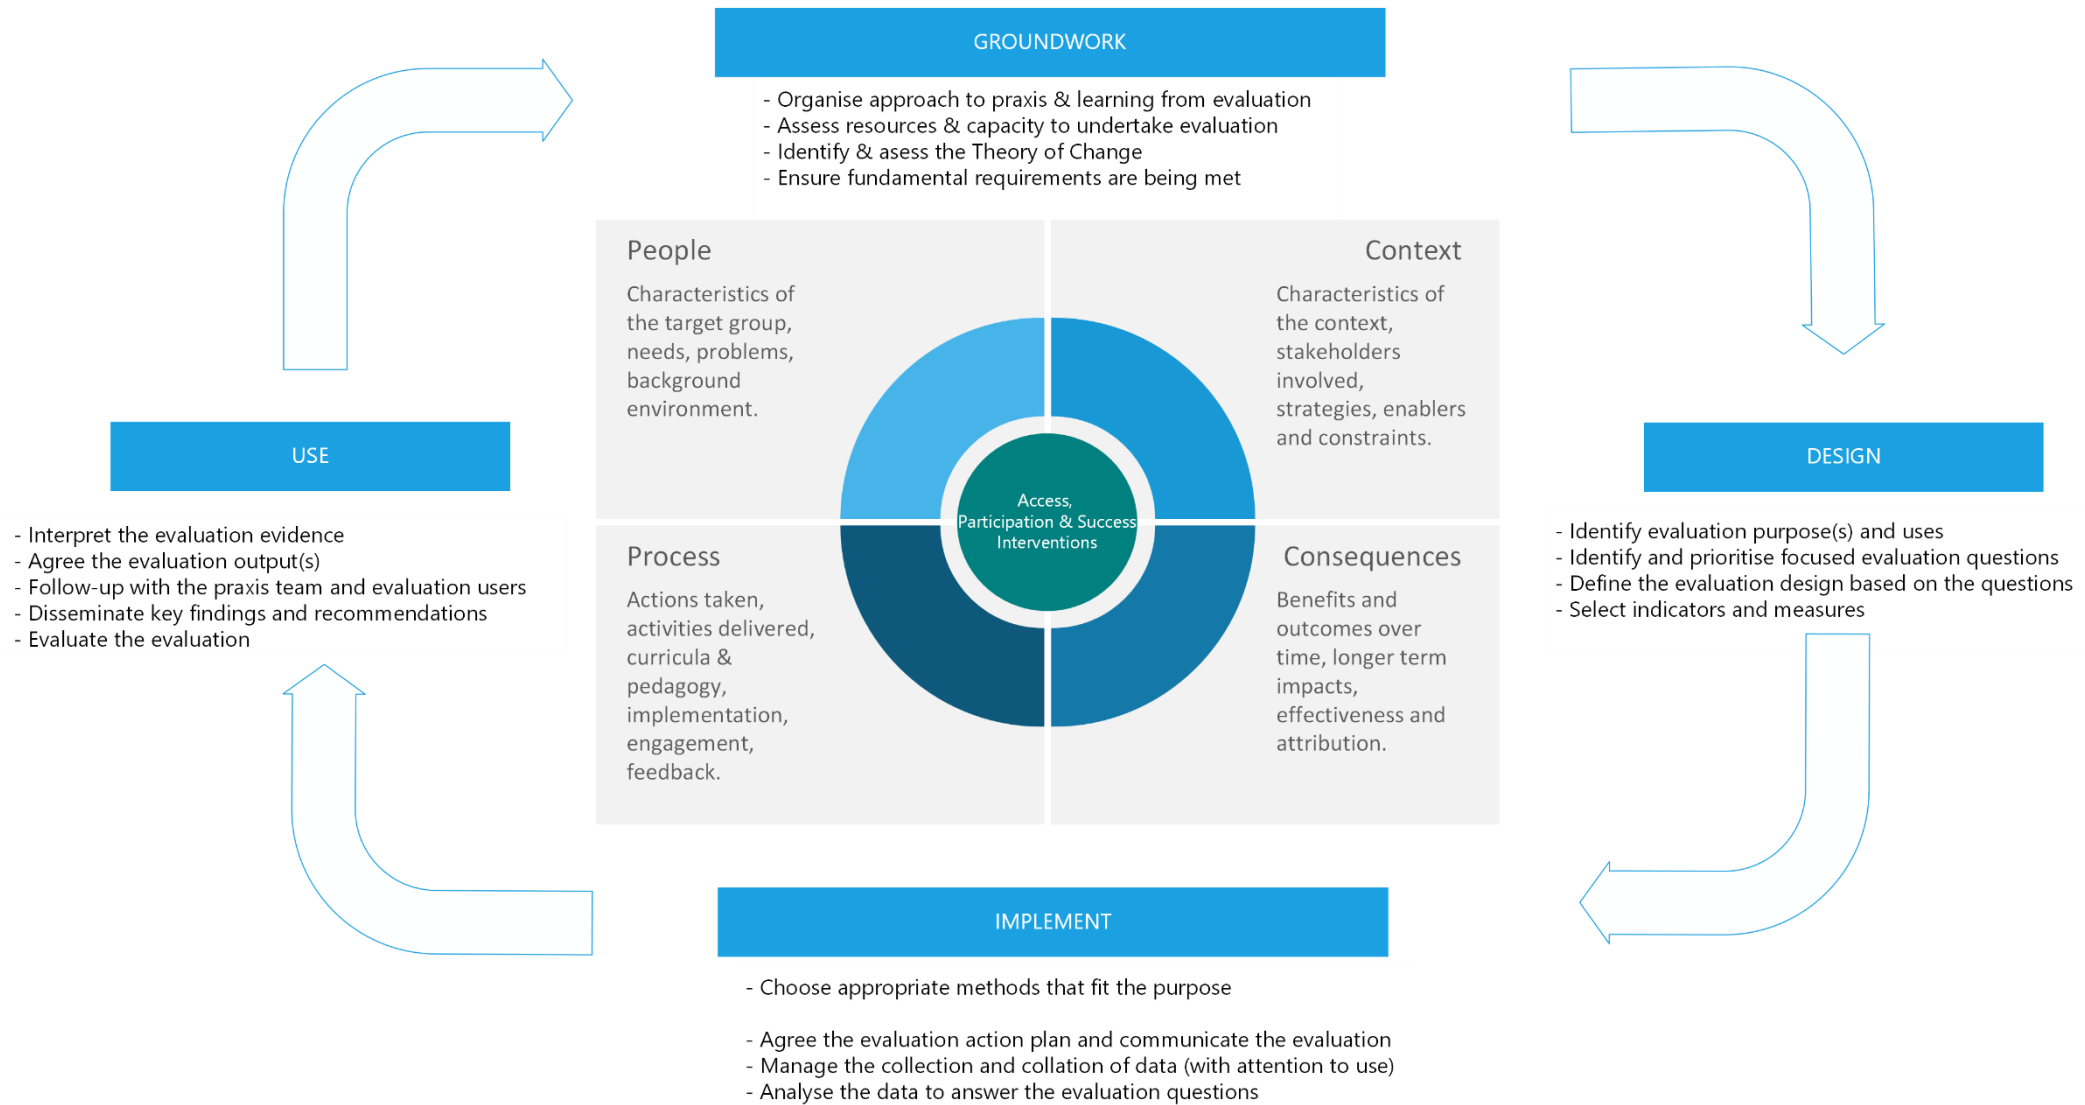 GROUNDWORK
- Organise approach to praxis & learning from evaluation
- Assess resources & capacity to undertake evaluation
- Identify & asess the Theory of Change
- Ensure fundamental requirements are being met
People
Characteristics of
the target group,
needs, problems,
background
environment.
Context
Characteristics of
the context,
stakeholders
involved,
strategies, enablers
and constraints.
USE
- Interpret the evaluation evidence
- Agree the evaluation output(s)
- Follow-up with the praxis team and evaluation users
- Disseminate key findings and recommendations
- Evaluate the evaluation
Access,
Participation & Success
Interventions
DESIGN
- Identify evaluation purpose(s) and uses
- Identify and prioritise focused evaluation questions
- Define the evaluation design based on the questions
- Select indicators and measures
Process
Actions taken,
activities delivered,
curricula &
pedagogy,
implementation,
engagement,
feedback.
Consequences
Benefits and
outcomes over
time, longer term
impacts,
effectiveness and
attribution.
IMPLEMENT
- Choose appropriate methods that fit the purpose
- Agree the evaluation action plan and communicate the evaluation
- Manage the collection and collation of data (with attention to use)
- Analyse the data to answer the evaluation questions